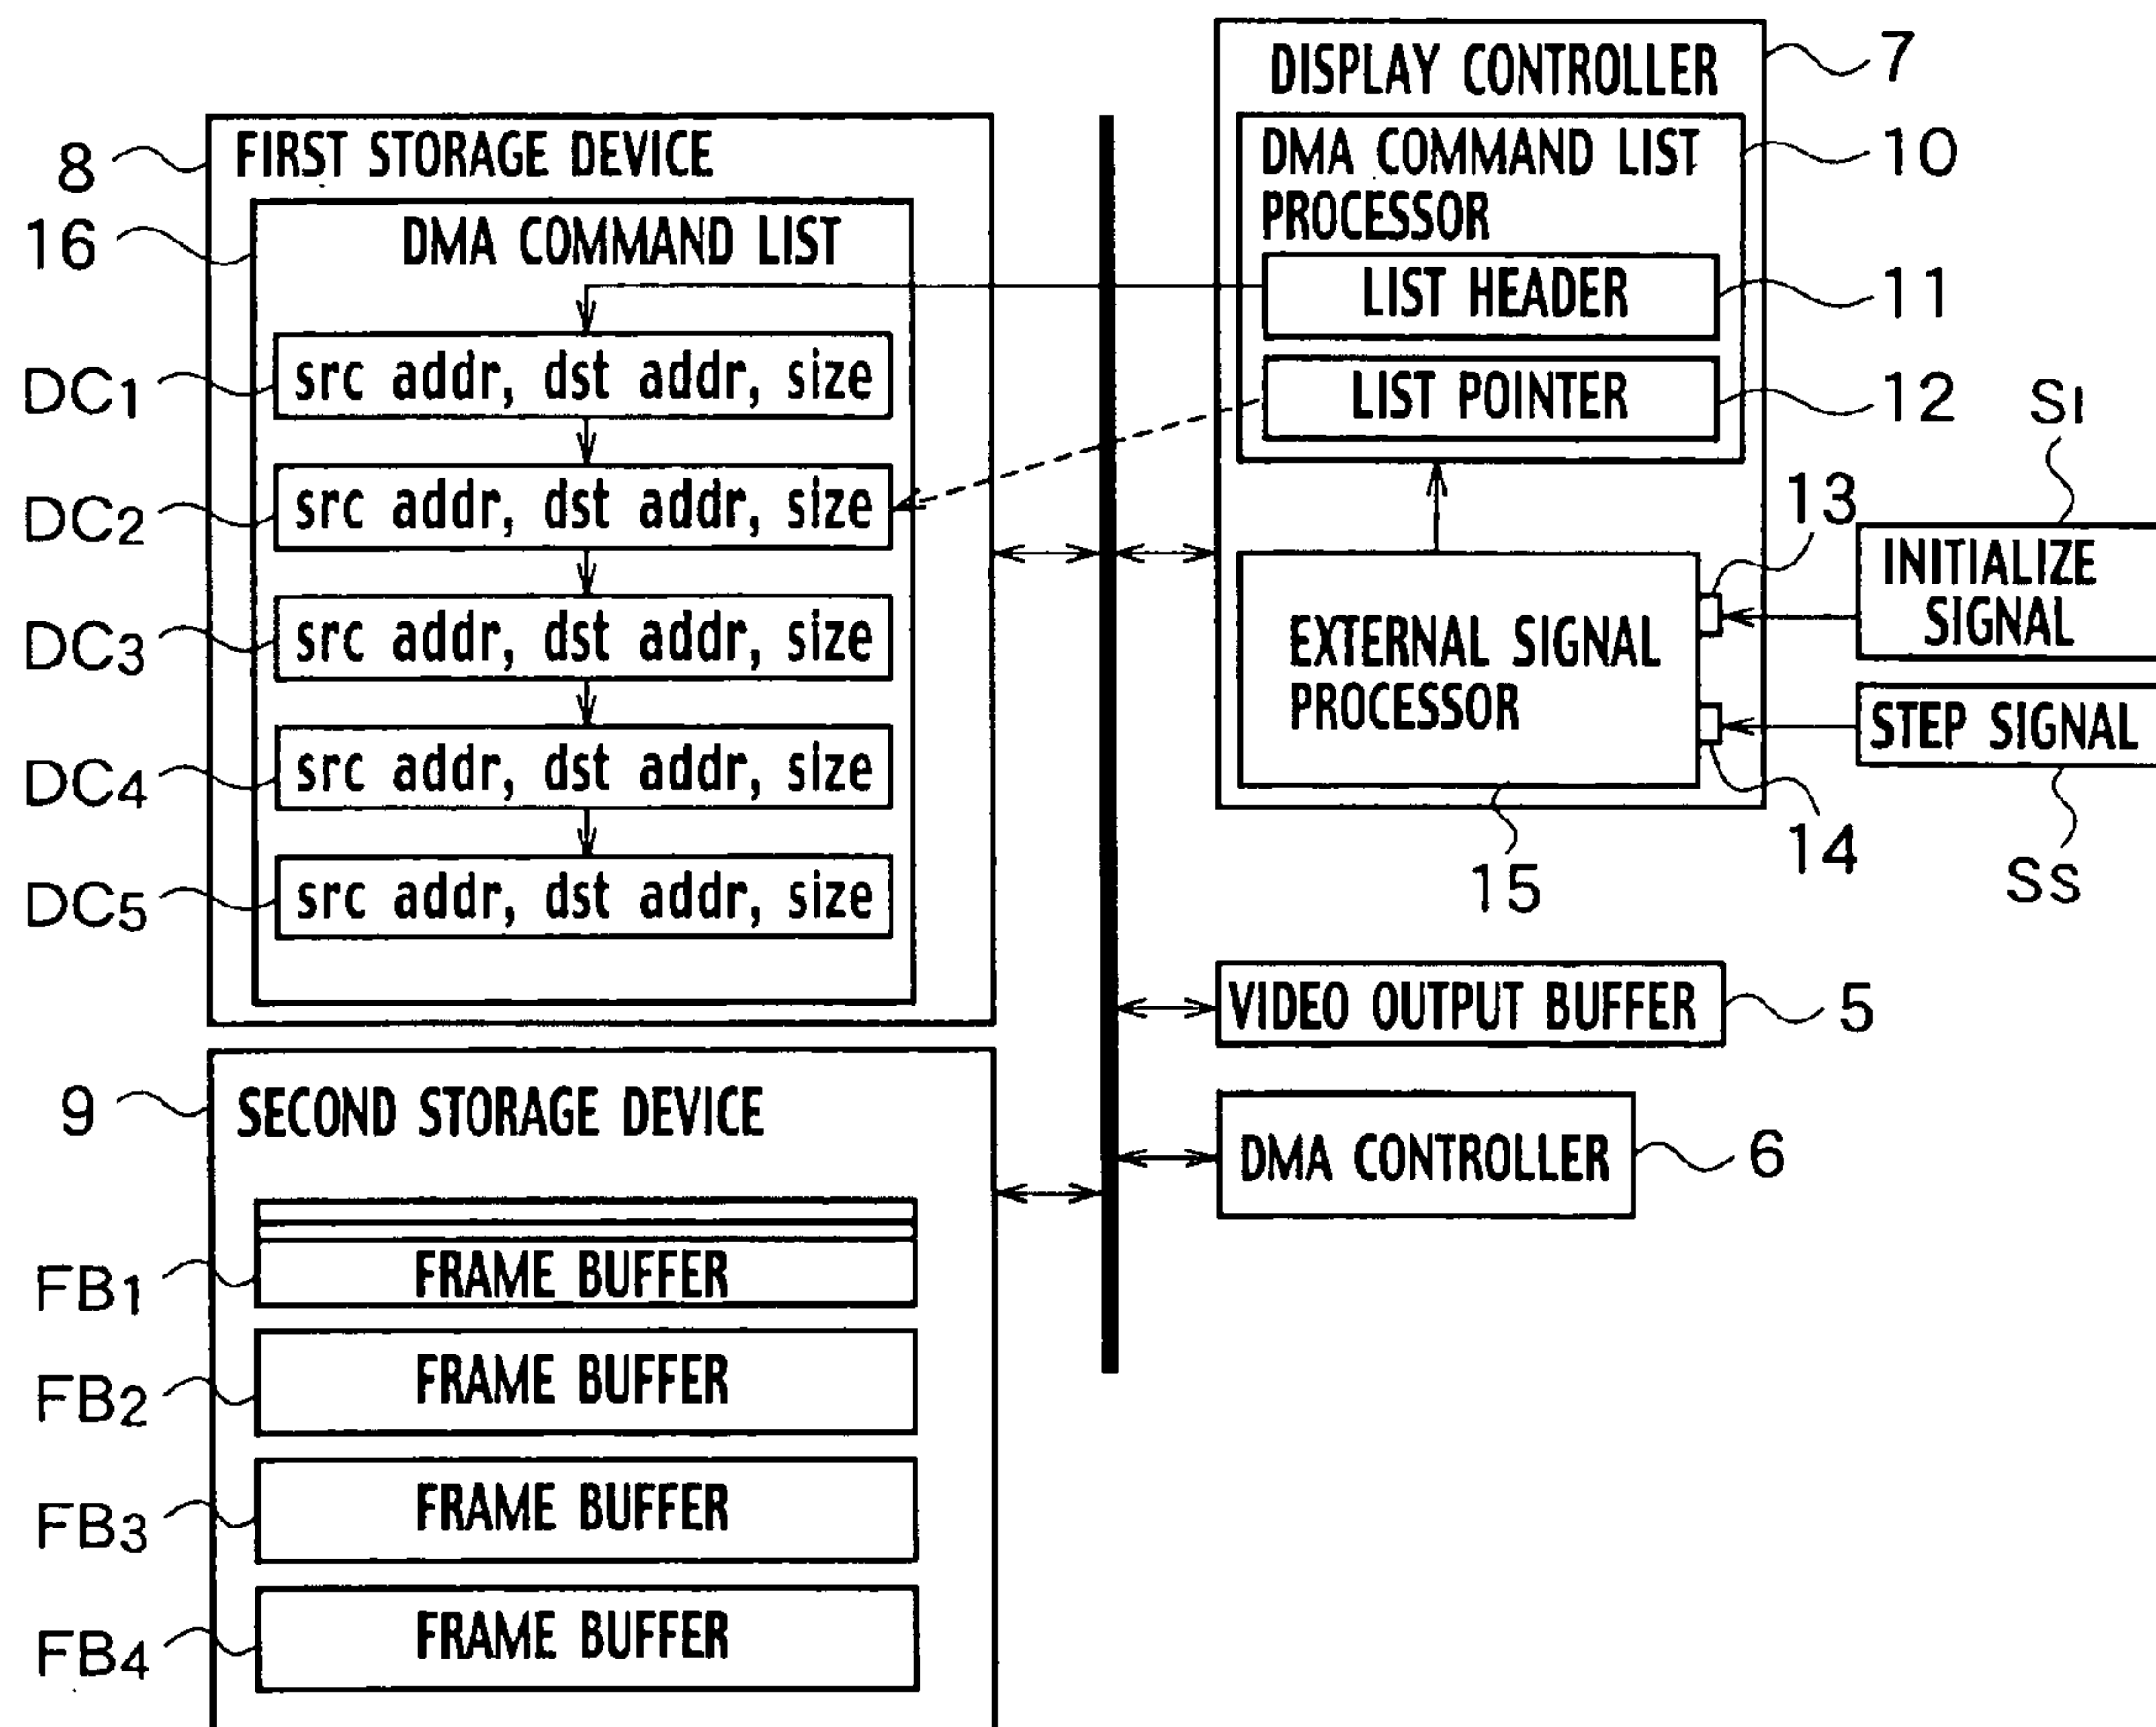 DISPLAY CONTROLLER
7
DMA COMMAND LIST
PROCESSOR
10
LIST HEADER
11
LIST POINTER
12
EXTERNAL SIGNAL
PROCESSOR
13
14
15
INITIALIZE
SIGNAL
SI
STEP SIGNAL
SS
8
FIRST STORAGE DEVICE
16
DMA COMMAND LIST
DC1
src addr, dst addr, size
DC2
src addr, dst addr, size
DC3
src addr, dst addr, size
DC4
src addr, dst addr, size
DC5
src addr, dst addr, size
VIDEO OUTPUT BUFFER
5
DMA CONTROLLER
6
9
SECOND STORAGE DEVICE
FB1
FRAME BUFFER
FB2
FRAME BUFFER
FB3
FRAME BUFFER
FB4
FRAME BUFFER